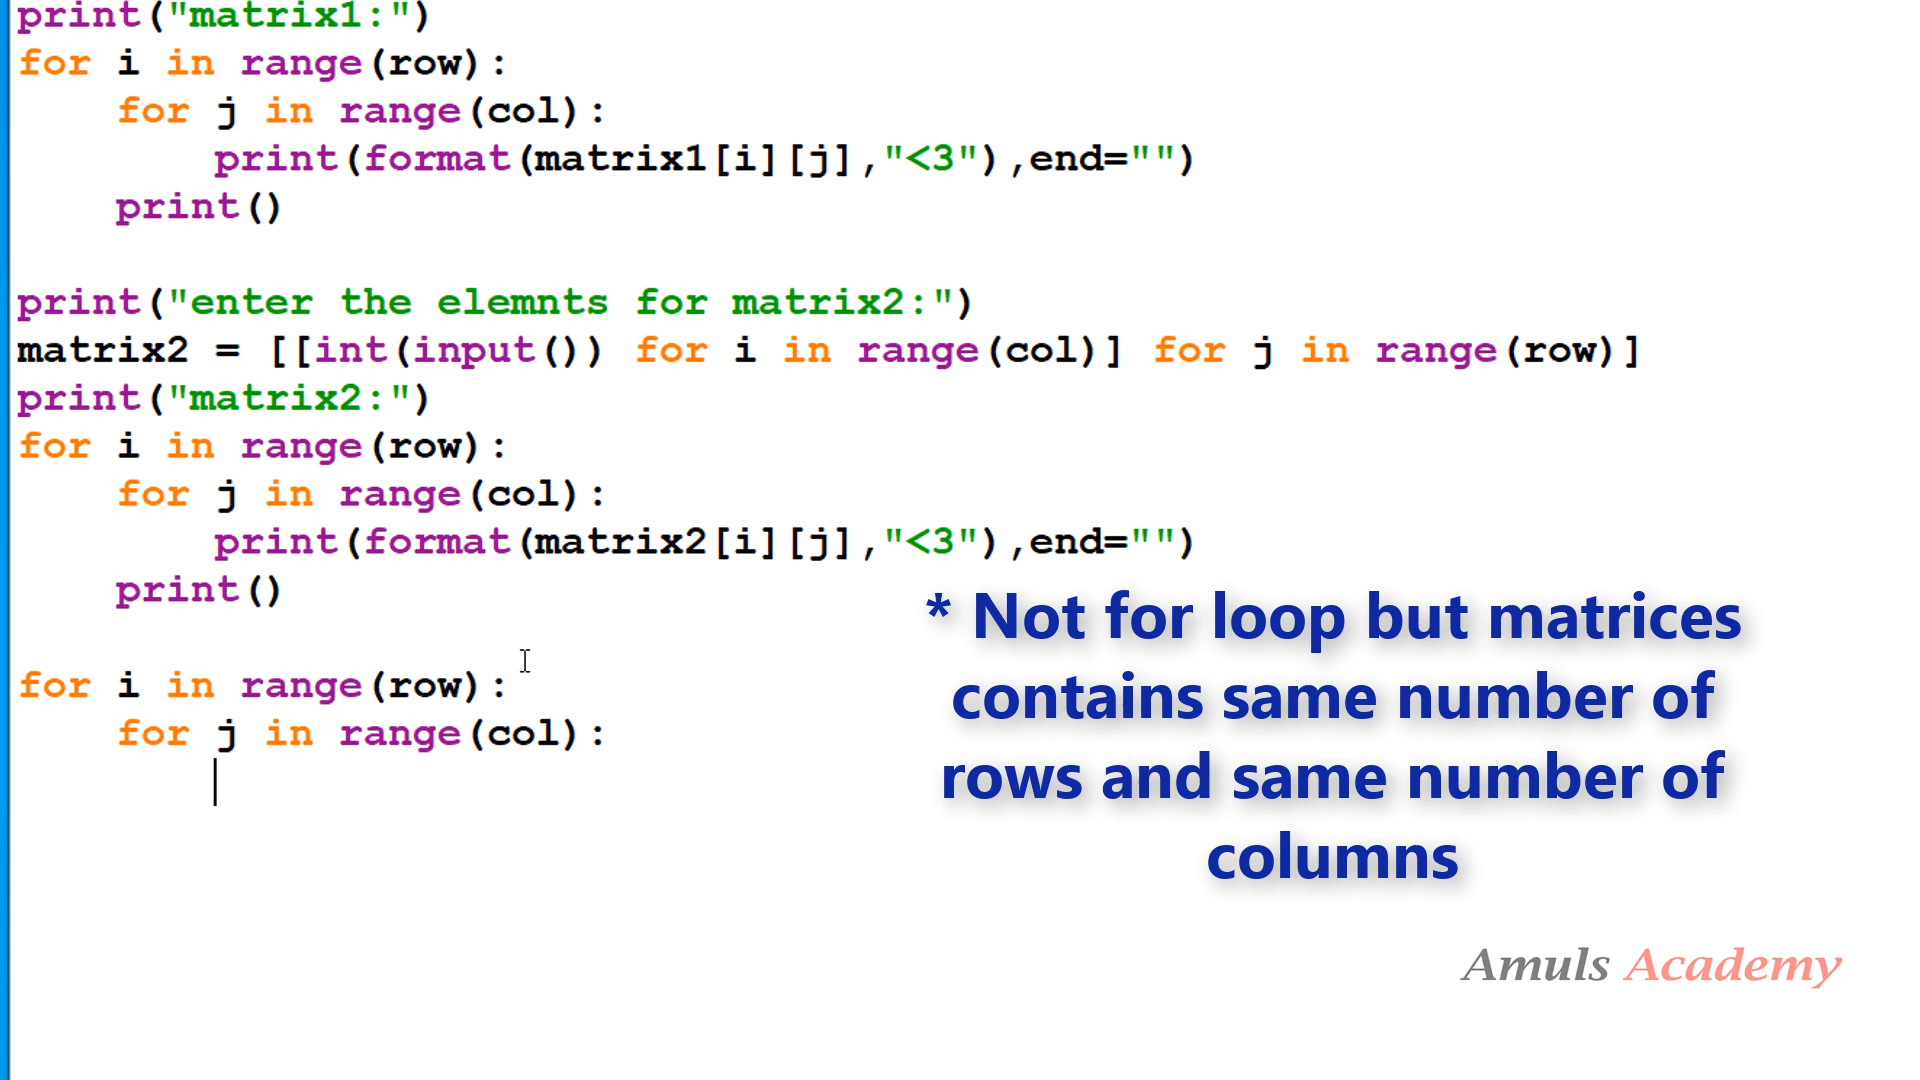 print("matrix1:")
for i in range(row):
    for j in range(col):
        print(format(matrix1[i][j],"<3"),end="")
    print()
print("enter the elemnts for matrix2:")
matrix2 = [[int(input()) for i in range(col)] for j in range(row)]
print("matrix2:")
for i in range(row):
    for j in range(col):
        print(format(matrix2[i][j],"<3"),end="")
    print()
for i in range(row):
    for j in range(col):
* Not for loop but matrices
contains same number of
rows and same number of
columns
Amuls Academy